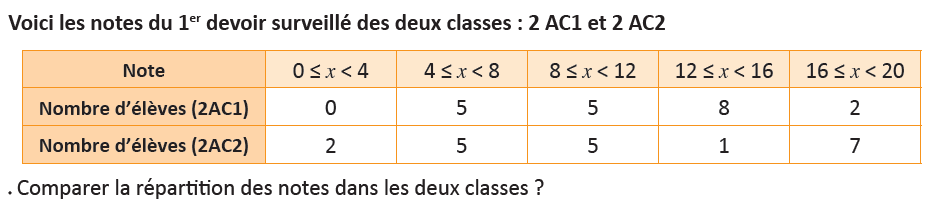 Voici les notes du 1er devoir surveillé des deux classes : 2 AC1 et 2 AC2
Note 0 ≤ x < 4 4 ≤ x < 8 8 ≤ x < 12 12 ≤ x < 16 16 ≤ x < 20
Nombre d’élèves (2AC1) 0 5 5 8 2
Nombre d’élèves (2AC2) 2 5 5 1 7
. Comparer la répartition des notes dans les deux classes ?